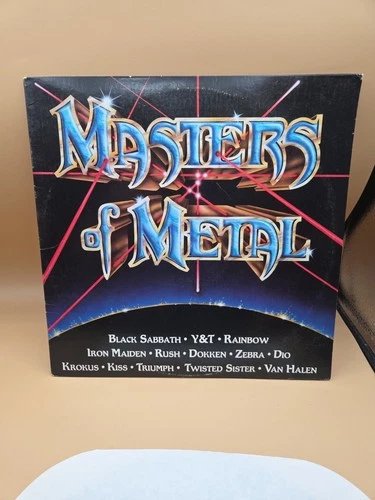 MASTERS
of METAL
BLACK SABBATH • Y&T • RAINBOW
IRON MAIDEN • RUSH • DOKKEN • ZEBRA • DIO
KROKUS • KISS • TRIUMPH • TWISTED SISTER • VAN HALEN